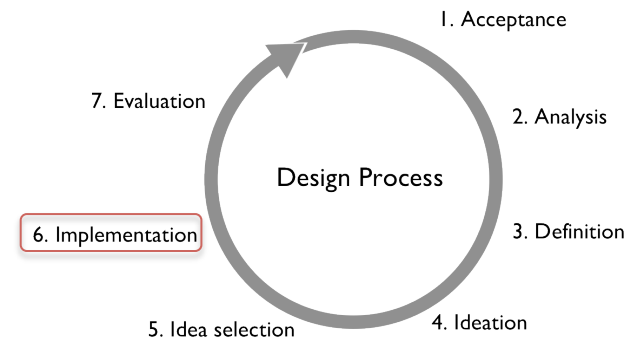 1. Acceptance
2. Analysis
3. Definition
4. Ideation
5. Idea selection
6. Implementation
7. Evaluation
Design Process